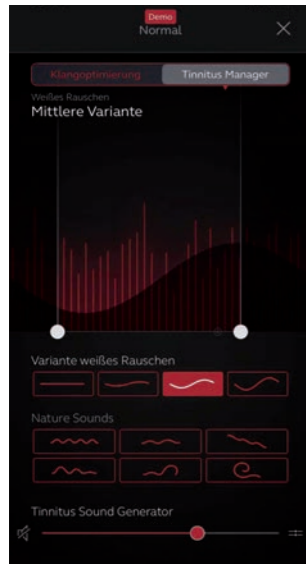 Demo
Normal
Klangoptimierung Tinnitus Manager
Weißes Rauschen
Mittlere Variante
Variante weißes Rauschen
Nature Sounds
Tinnitus Sound Generator